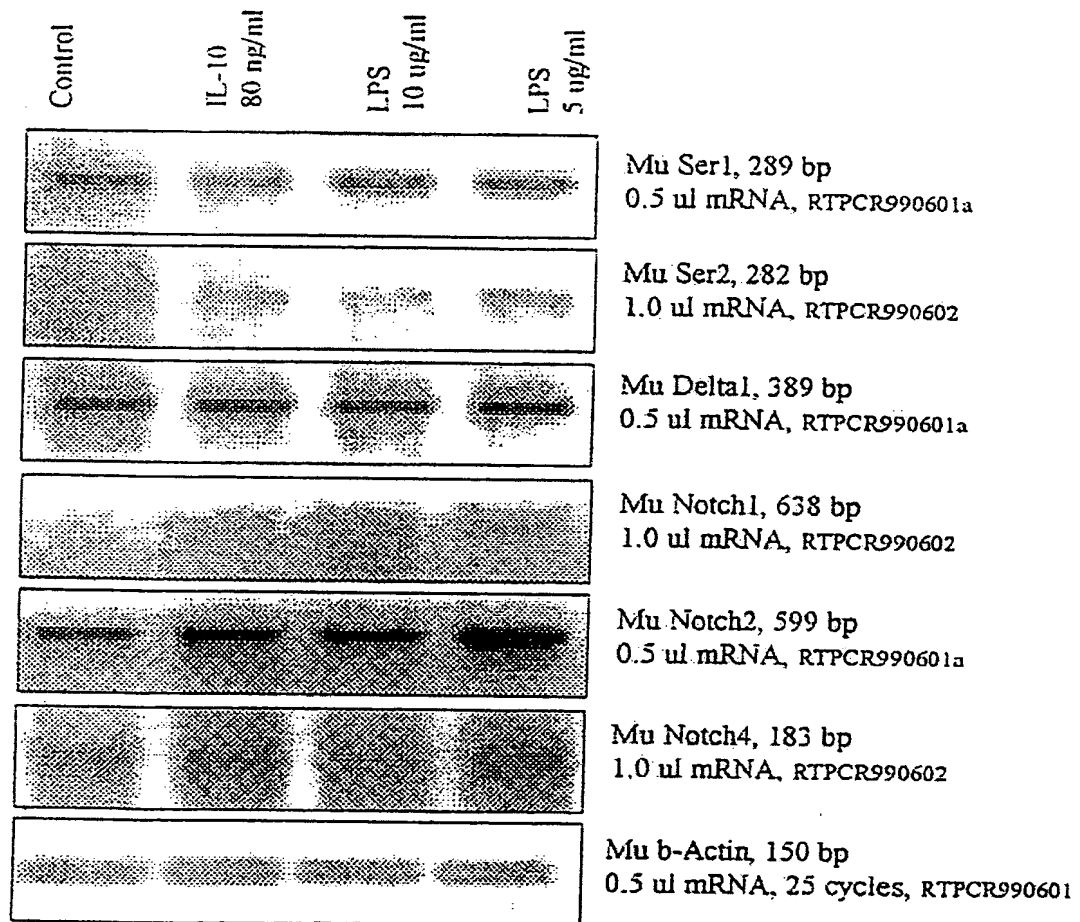 Control
IL-10
80 ng/ml
LPS
10 ug/ml
LPS
5 ug/ml
Mu Ser1, 289 bp
0.5 ul mRNA, RTPCR990601a
Mu Ser2, 282 bp
1.0 ul mRNA, RTPCR990602
Mu Delta1, 389 bp
0.5 ul mRNA, RTPCR990601a
Mu Notch1, 638 bp
1.0 ul mRNA, RTPCR990602
Mu Notch2, 599 bp
0.5 ul mRNA, RTPCR990601a
Mu Notch4, 183 bp
1.0 ul mRNA, RTPCR990602
Mu b-Actin, 150 bp
0.5 ul mRNA, 25 cycles, RTPCR990601